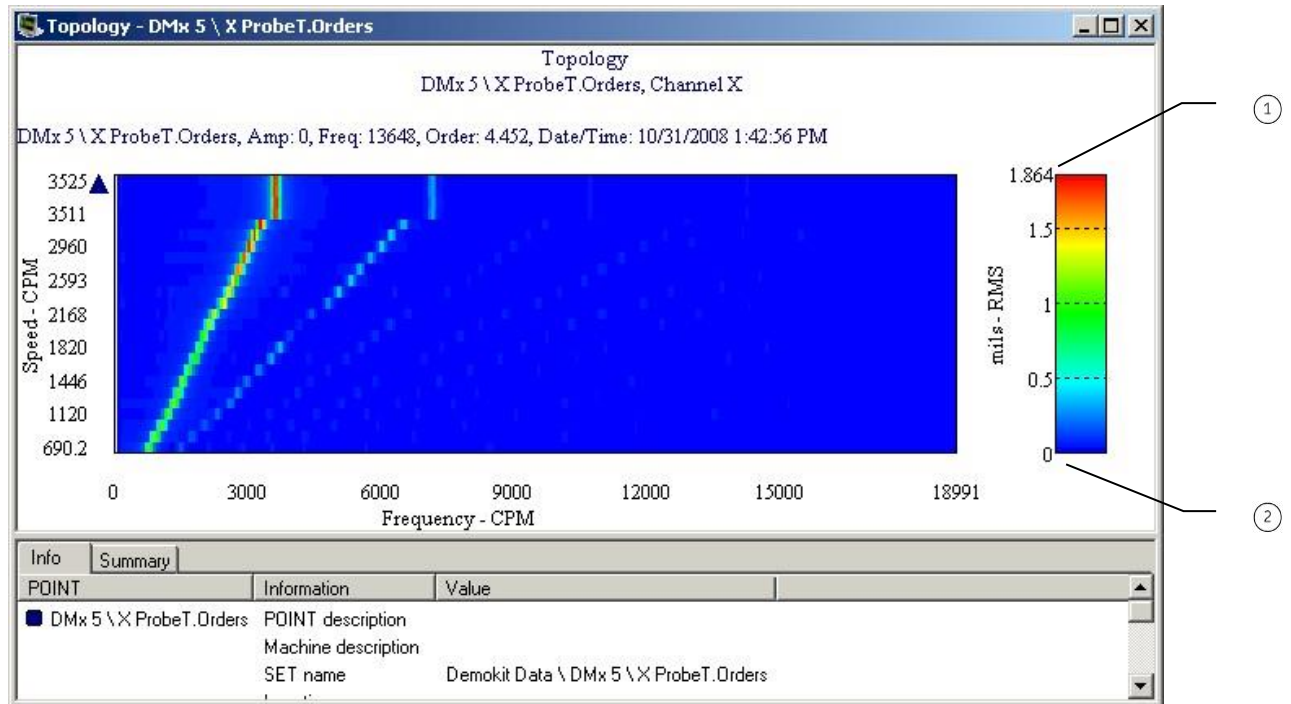 Topology - DMx 5 \ X ProbeT.Orders
Topology
DMx 5 \ X ProbeT.Orders, Channel X
DMx 5 \ X ProbeT.Orders, Amp: 0, Freq: 13648, Order: 4.452, Date/Time: 10/31/2008 1:42:56 PM
Speed - CPM
3525
3511
2960
2593
2168
1820
1446
1120
690.2
0 3000 6000 9000 12000 15000 18991
Frequency - CPM
mils - RMS
1.864
1.5
1
0.5
0
1
2
Info Summary
POINT Information Value
DMx 5 \ X ProbeT.Orders POINT description
Machine description
SET name Demokit Data \ DMx 5 \ X ProbeT.Orders